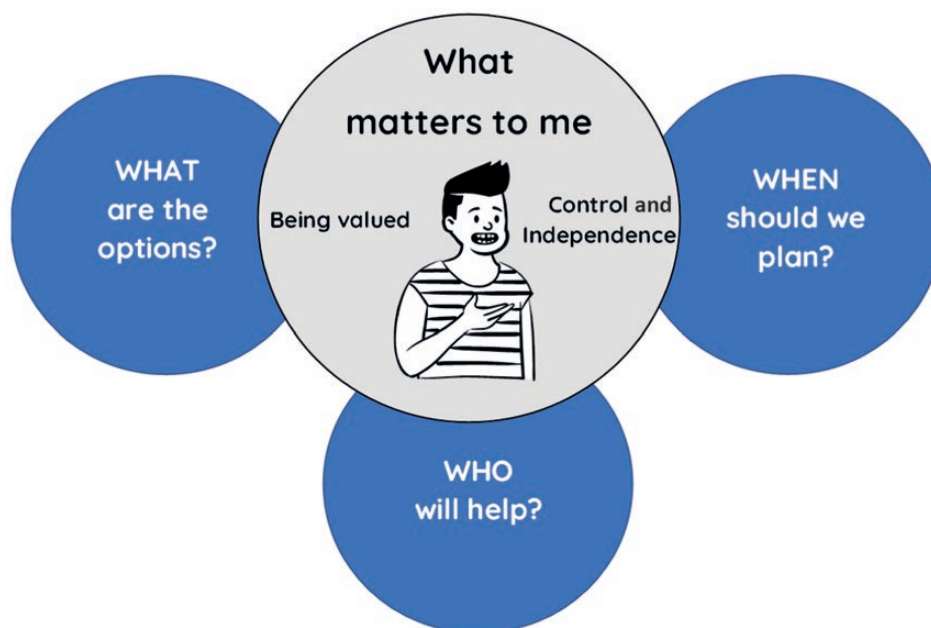 What
matters to me
Being valued
Control and
Independence
WHAT
are the
options?
WHEN
should we
plan?
WHO
will help?